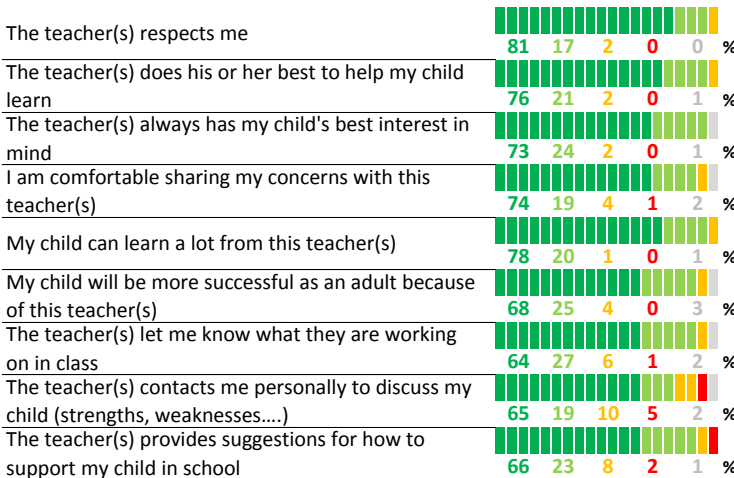 The teacher(s) respects me
81 17 2 0 0 %
The teacher(s) does his or her best to help my child
learn
76 21 2 0 1 %
The teacher(s) always has my child's best interest in
mind
73 24 2 0 1 %
I am comfortable sharing my concerns with this
teacher(s)
74 19 4 1 2 %
My child can learn a lot from this teacher(s)
78 20 1 0 1 %
My child will be more successful as an adult because
of this teacher(s)
68 25 4 0 3 %
The teacher(s) let me know what they are working
on in class
64 27 6 1 2 %
The teacher(s) contacts me personally to discuss my
child (strengths, weaknesses....)
65 19 10 5 2 %
The teacher(s) provides suggestions for how to
support my child in school
66 23 8 2 1 %